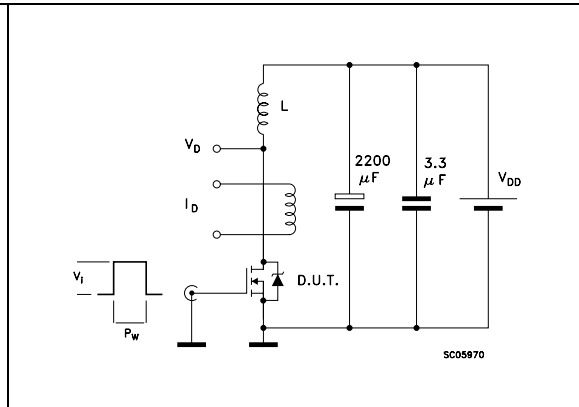 L
V_D
2200 μF
3.3 μF
V_DD
I_D
D.U.T.
V_i
P_W
SC05970